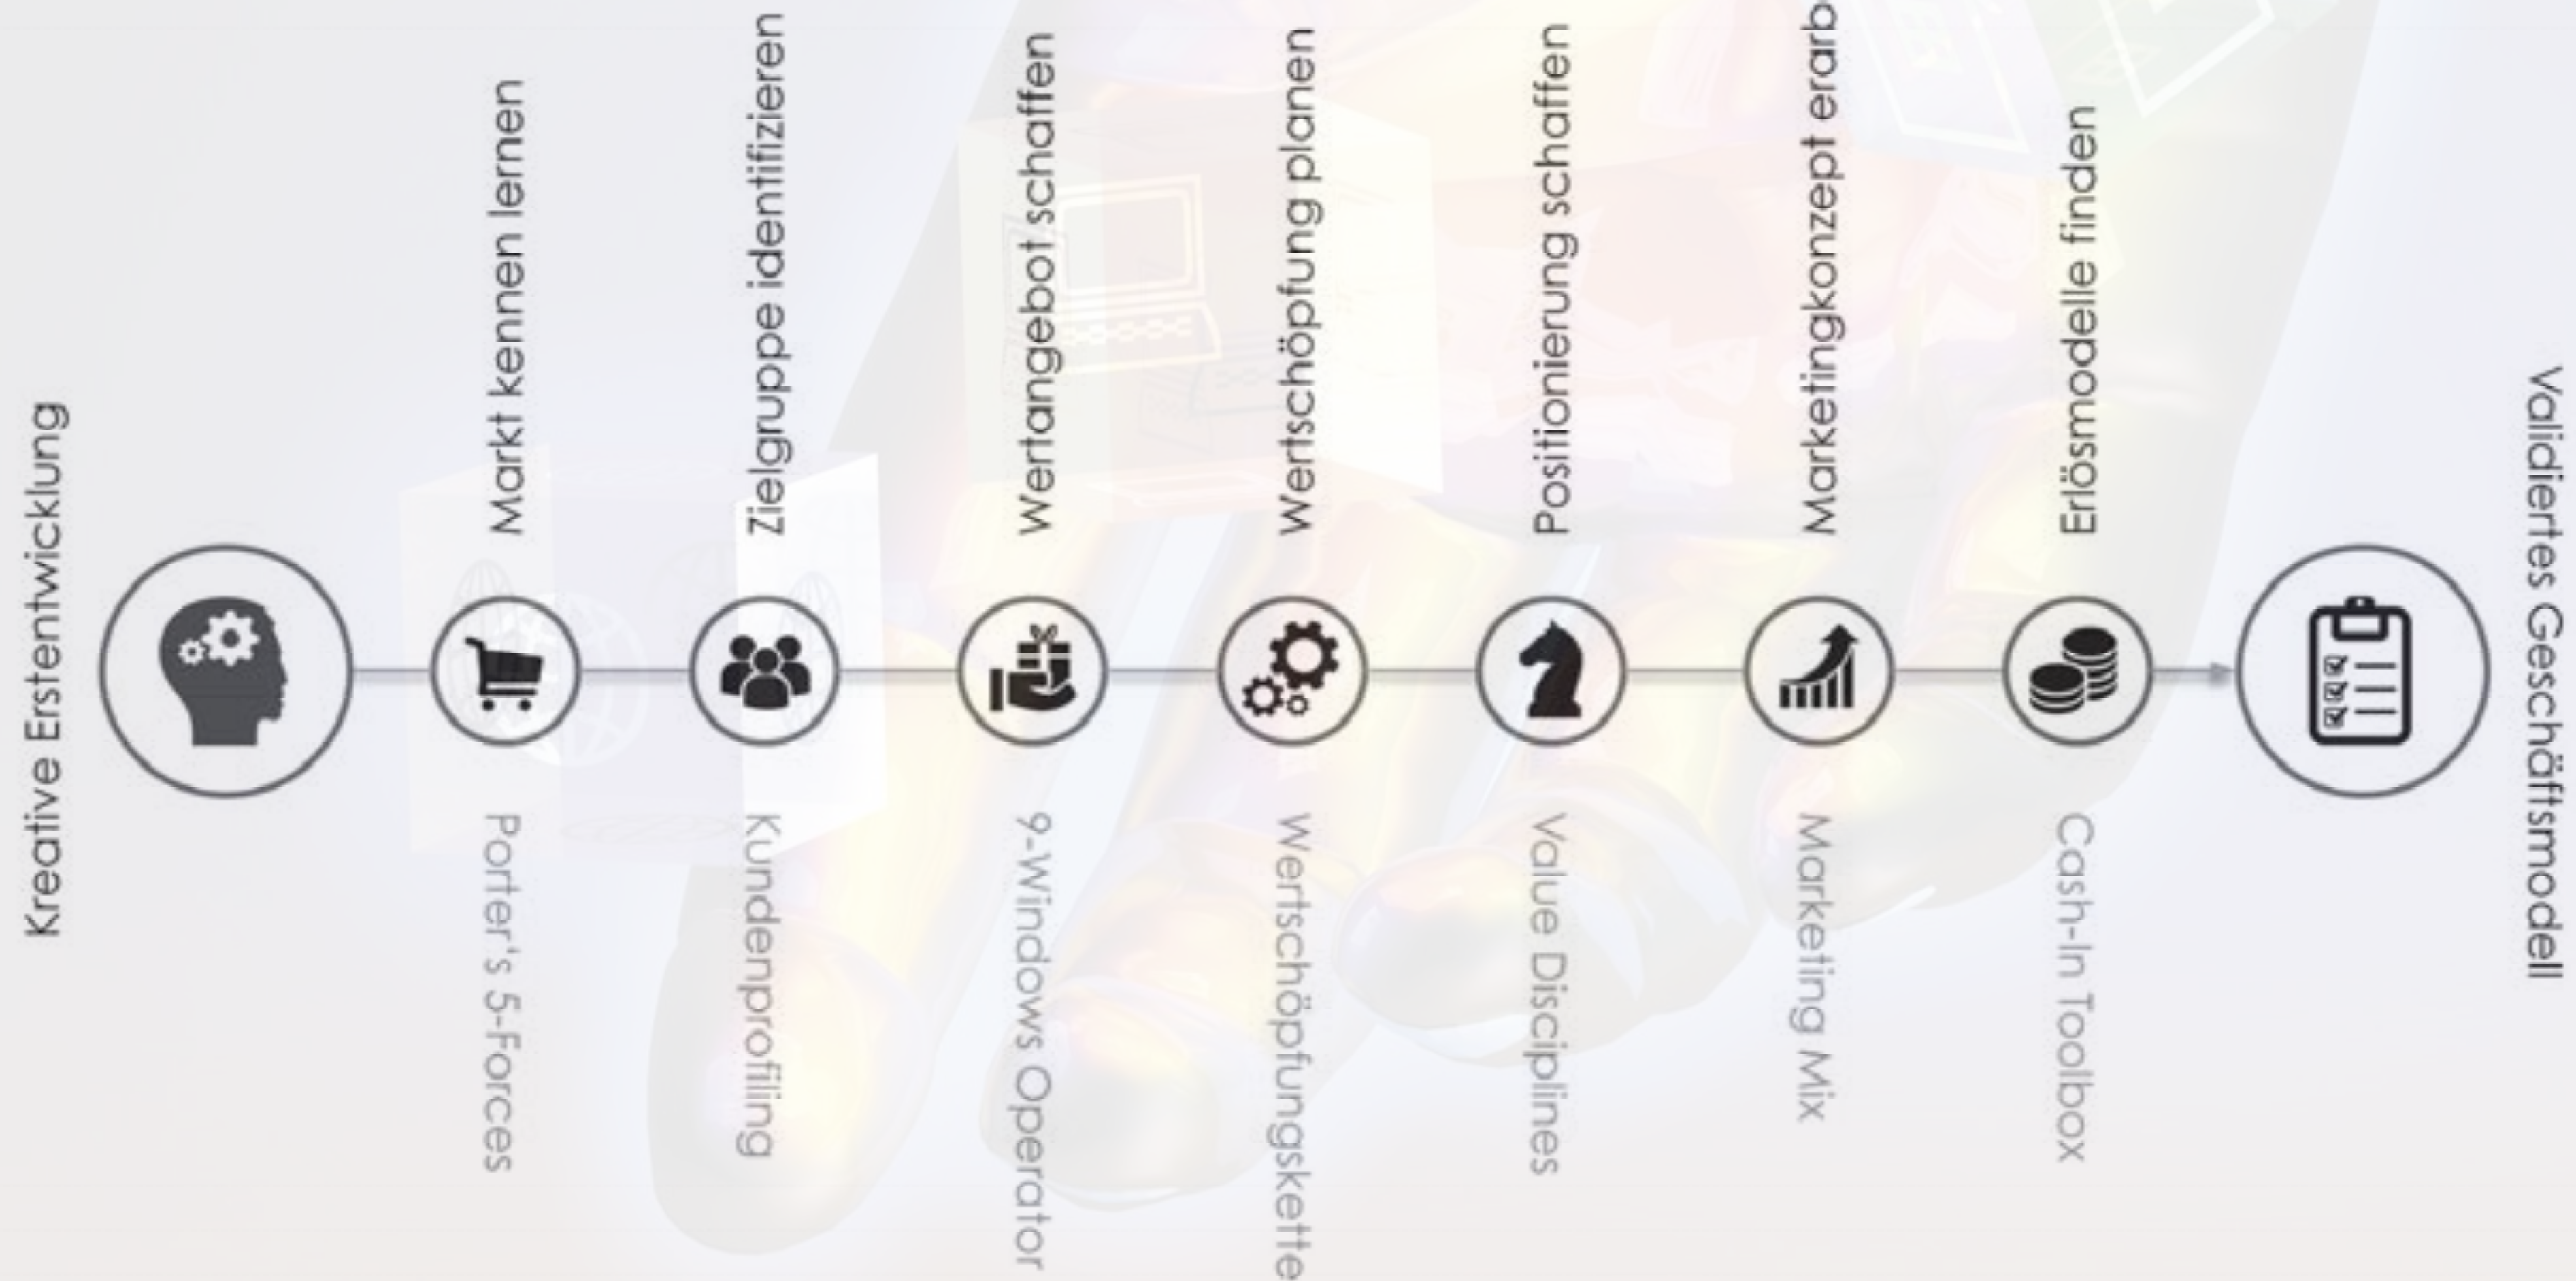 Kreative Erstentwicklung
Markt kennen lernen
Porter's 5-Forces
Zielgruppe identifizieren
Kundenprofiling
Wertangebot schaffen
9-Windows Operator
Wertschöpfung planen
Wertschöpfungskette
Positionierung schaffen
Value Disciplines
Marketingkonzept erarb
Marketing Mix
Erlösmodelle finden
Cash-In Toolbox
Validiertes Geschäftsmodell